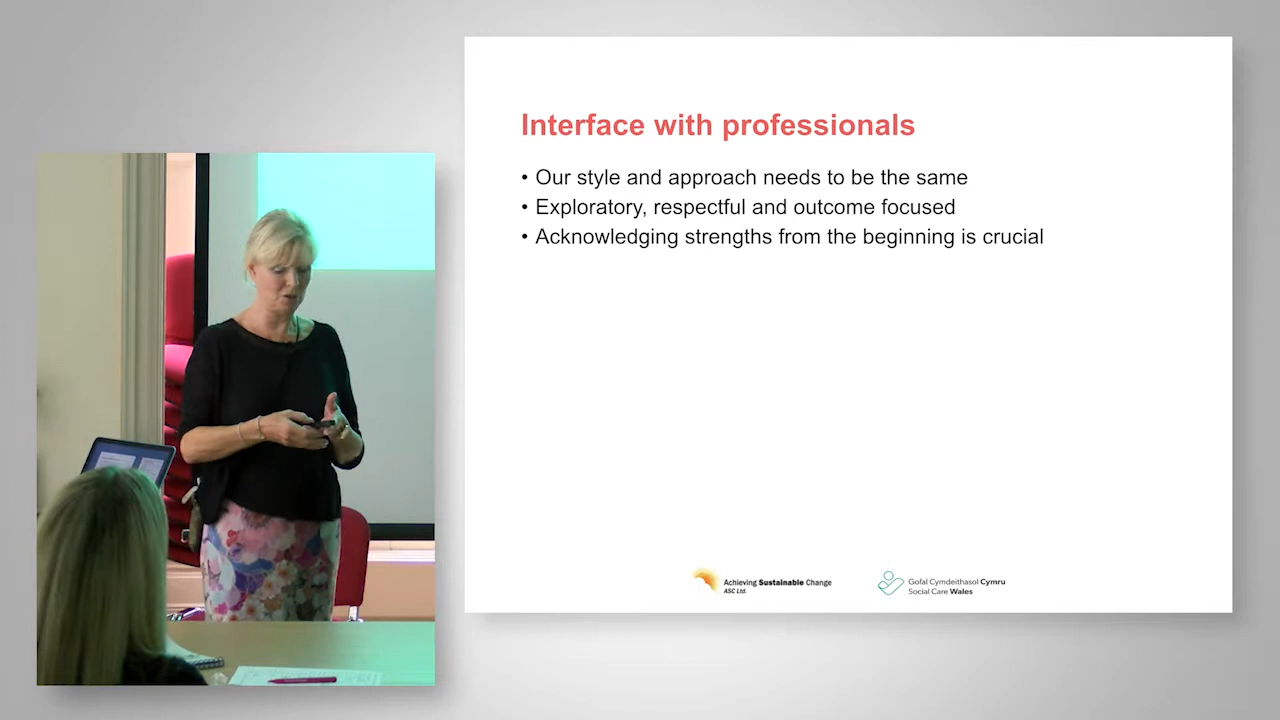 Interface with professionals
• Our style and approach needs to be the same
• Exploratory, respectful and outcome focused
• Acknowledging strengths from the beginning is crucial
Achieving Sustainable Change
ASC Ltd.
Gofal Cymdeithasol Cymru
Social Care Wales